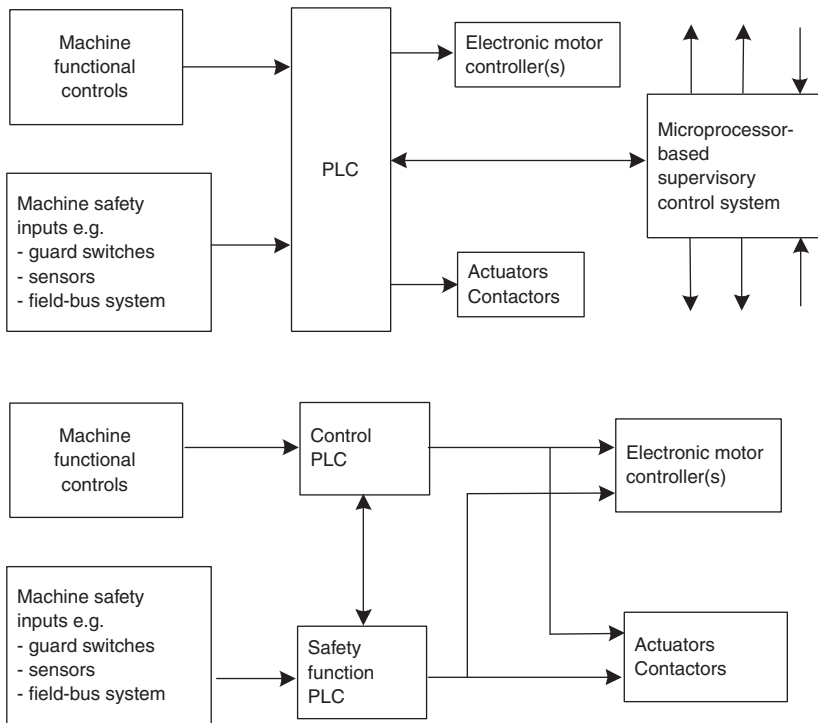 Machine
functional
controls
Machine safety
inputs e.g.
- guard switches
- sensors
- field-bus system
PLC
Electronic motor
controller(s)
Actuators
Contactors
Microprocessor-
based
supervisory
control system
Machine
functional
controls
Machine safety
inputs e.g.
- guard switches
- sensors
- field-bus system
Control
PLC
Safety
function
PLC
Electronic motor
controller(s)
Actuators
Contactors